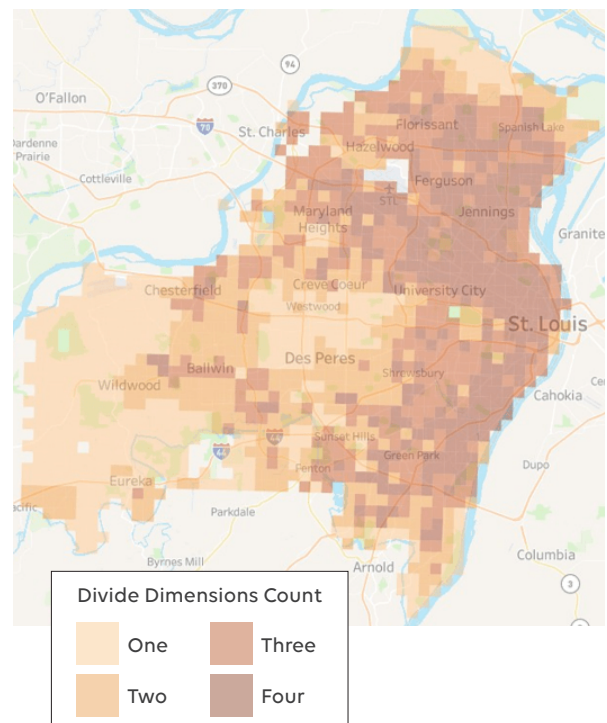 94
370
O'Fallon
70
St. Charles
Florissant
Spanish Lake
Dardenne
Prairie
Hazelwood
Cottleville
Ferguson
STL
Maryland
Heights
Jennings
Granite
Chesterfield
Creve Coeur
University City
Westwood
St. Louis
Des Peres
Ballwin
Shrewsbury
Wildwood
Cahokia
Sunset Hills
44
44
Green Park
Fenton
Dupo
Eureka
Pacific
Parkdale
Byrnes Mill
Arnold
Columbia
3
Divide Dimensions Count
One
Three
Two
Four